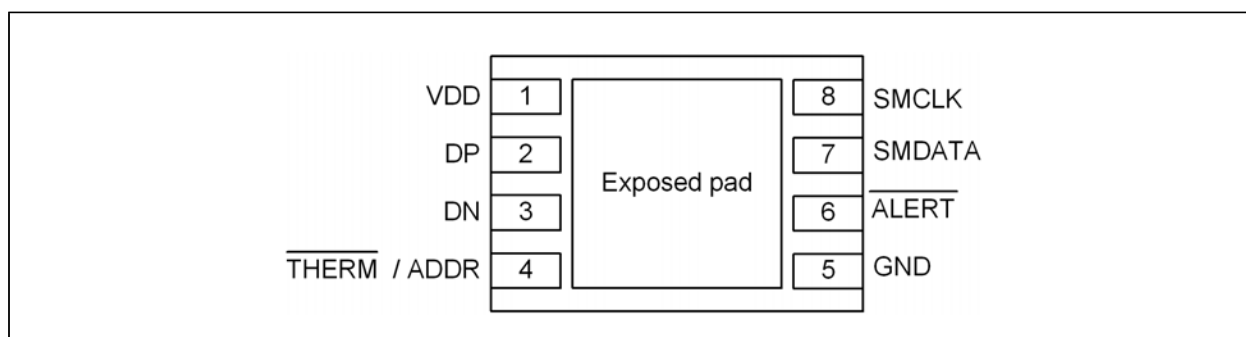 VDD 1 8 SMCLK
DP 2 7 SMDATA
Exposed pad
DN 3 6 ALERT
THERM / ADDR 4 5 GND